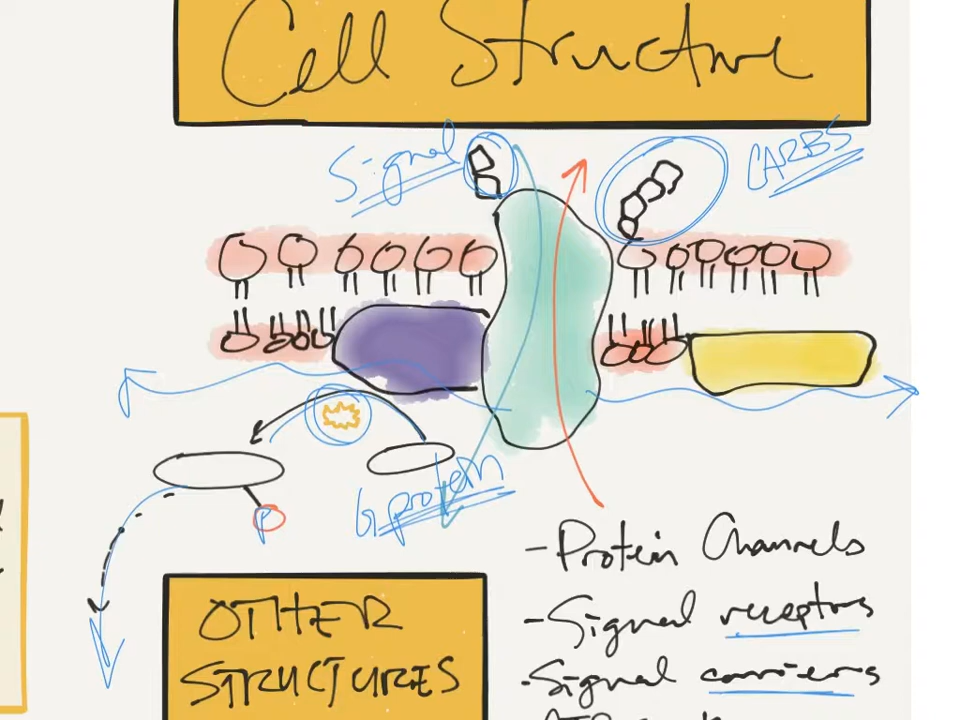 Cell Structure
Signal
CARBS
G protein
P
- Protein Channels
- Signal receptors
- Signal carriers
OTHER
STRUCTURES